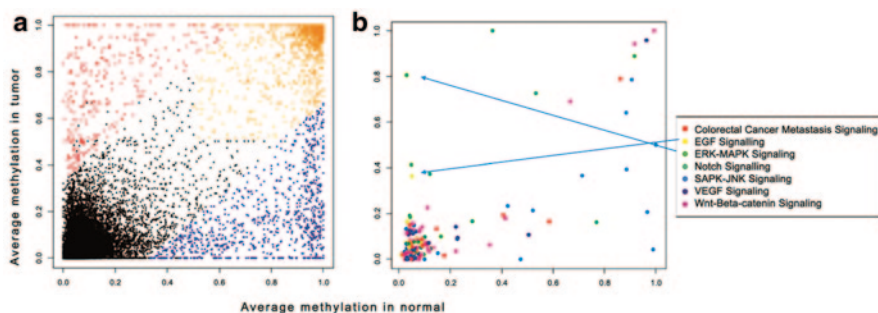 a
b
Average methylation in tumor
1.0
0.8
0.6
0.4
0.2
0.0
0.0 0.2 0.4 0.6 0.8 1.0
1.0
0.8
0.6
0.4
0.2
0.0
0.0 0.2 0.4 0.6 0.8 1.0
Average methylation in normal
Colorectal Cancer Metastasis Signaling
EGF Signalling
ERK-MAPK Signaling
Notch Signaling
SAPK-JNK Signaling
VEGF Signaling
Wnt-Beta-catenin Signaling